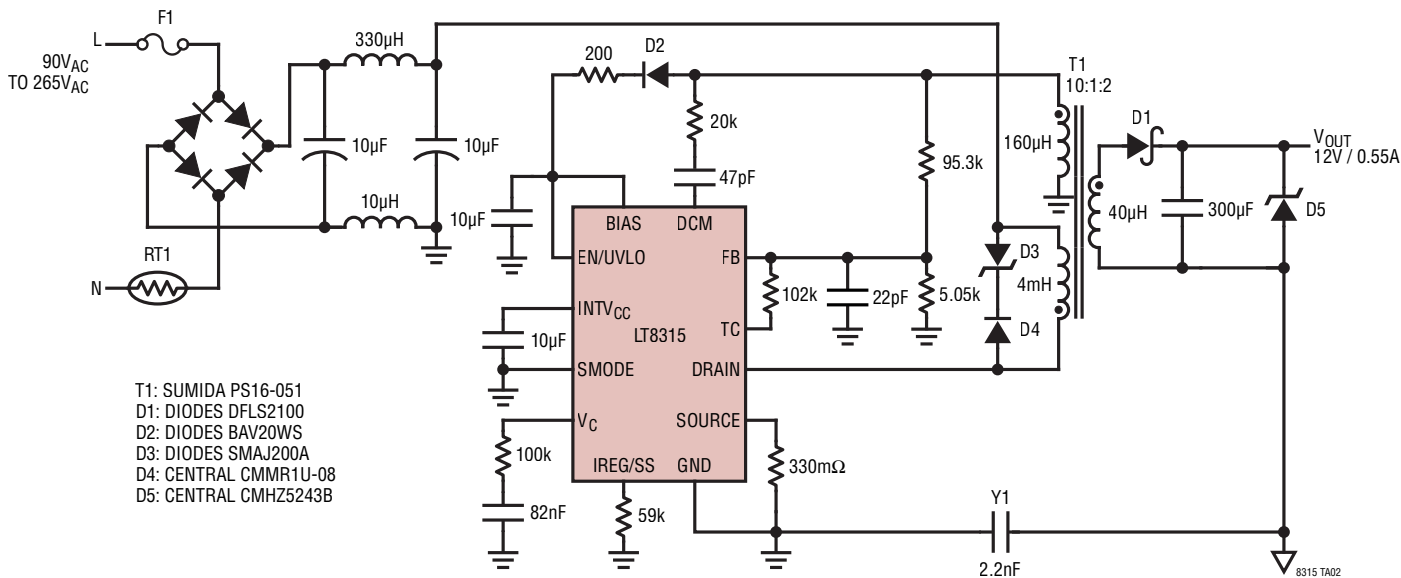 F1
L
90VAC
TO 265VAC
330µH
10µF
10µF
10µH
RT1
N
200
D2
20k
47pF
95.3k
T1
10:1:2
160µH
D1
VOUT
12V / 0.55A
40µH
300µF
D5
10µF
BIAS
DCM
EN/UVLO
FB
D3
4mH
D4
102k
22pF
5.05k
INTVCC
TC
10µF
LT8315
SMODE
DRAIN
VC
SOURCE
100k
IREG/SS
GND
330mΩ
82nF
59k
Y1
2.2nF
T1: SUMIDA PS16-051
D1: DIODES DFLS2100
D2: DIODES BAV20WS
D3: DIODES SMAJ200A
D4: CENTRAL CMMR1U-08
D5: CENTRAL CMHZ5243B
8315 TA02